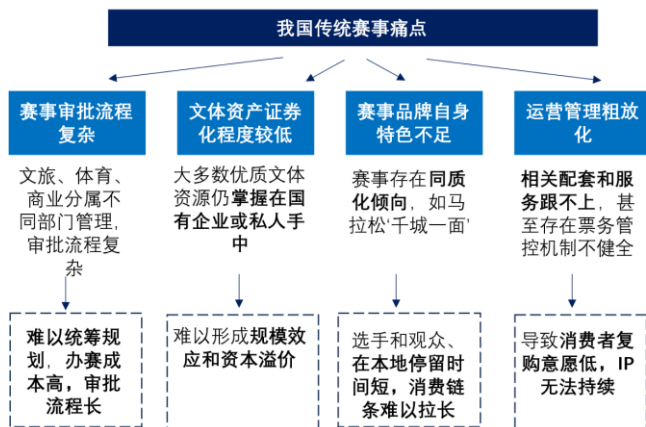 我国传统赛事痛点
赛事审批流程
复杂
文体资产证券
化程度较低
赛事品牌自身
特色不足
运营管理粗放
化
文旅、体育、
商业分属不
同部门管理，
审批流程复
杂
大多数优质文体
资源仍掌握在国
有企业或私人手
中
赛事存在同质
化倾向，如马
拉松‘千城一面’
相关配套和服
务跟不上，甚
至存在票务管
控机制不健全
难以统筹规
划，办赛成
本高，审批
流程长
难以形成规模效
应和资本溢价
选手和观众、
在本地停留时
间短，消费链
条难以拉长
导致消费者复
购意愿低，IP
无法持续